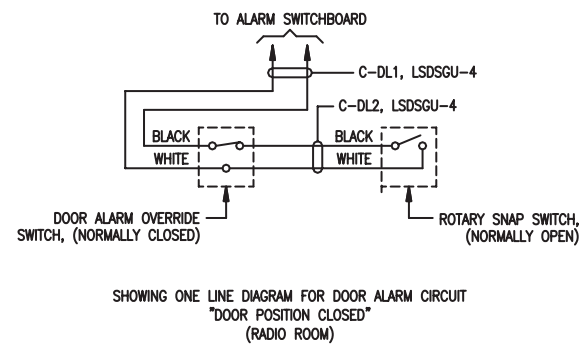 TO ALARM SWITCHBOARD
C-DL1, LSDSGU-4
C-DL2, LSDSGU-4
BLACK
BLACK
WHITE
WHITE
DOOR ALARM OVERRIDE
SWITCH, (NORMALLY CLOSED)
ROTARY SNAP SWITCH,
(NORMALLY OPEN)
SHOWING ONE LINE DIAGRAM FOR DOOR ALARM CIRCUIT
"DOOR POSITION CLOSED"
(RADIO ROOM)